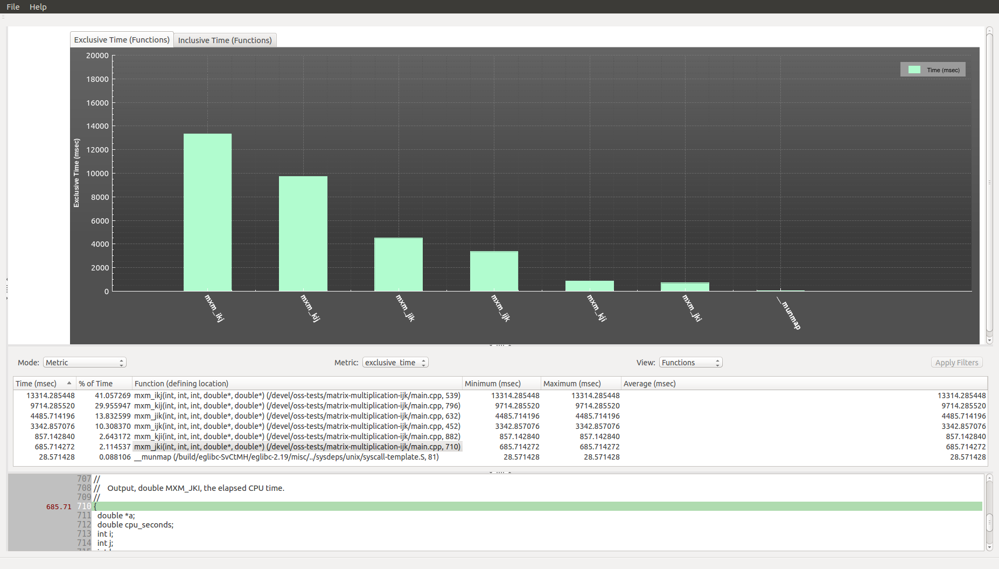 File Help
Exclusive Time (Functions) Inclusive Time (Functions)
20000
18000
16000
14000
12000
10000
8000
6000
4000
2000
0
Exclusive Time (msec)
Time (msec)
mxm_ikj
mxm_kij
mxm_jik
mxm_ijk
mxm_kji
mxm_jki
__munmap
Mode: Metric Metric: exclusive_time View: Functions Apply Filters
Time (msec) % of Time Function (defining location) Minimum (msec) Maximum (msec) Average (msec)
13314.285448 41.057269 mxm_ikj(int, int, int, double*, double*) (/devel/oss-tests/matrix-multiplication-ijk/main.cpp, 539) 13314.285448 13314.285448 13314.285448
9714.285520 29.955947 mxm_kij(int, int, int, double*, double*) (/devel/oss-tests/matrix-multiplication-ijk/main.cpp, 796) 9714.285520 9714.285520 9714.285520
4485.714196 13.832599 mxm_jik(int, int, int, double*, double*) (/devel/oss-tests/matrix-multiplication-ijk/main.cpp, 632) 4485.714196 4485.714196 4485.714196
3342.857076 10.308370 mxm_ijk(int, int, int, double*, double*) (/devel/oss-tests/matrix-multiplication-ijk/main.cpp, 452) 3342.857076 3342.857076 3342.857076
857.142840 2.643172 mxm_kji(int, int, int, double*, double*) (/devel/oss-tests/matrix-multiplication-ijk/main.cpp, 882) 857.142840 857.142840 857.142840
685.714272 2.114537 mxm_jki(int, int, int, double*, double*) (/devel/oss-tests/matrix-multiplication-ijk/main.cpp, 710) 685.714272 685.714272 685.714272
28.571428 0.088106 __munmap (/build/eglibc-SvCtMH/eglibc-2.19/misc/../sysdeps/unix/syscall-template.S, 81) 28.571428 28.571428 28.571428
707 //
708 // Output, double MXM_JKI, the elapsed CPU time.
709 //
685.71 710 {
711 double *a;
712 double cpu_seconds;
713 int i;
714 int j;